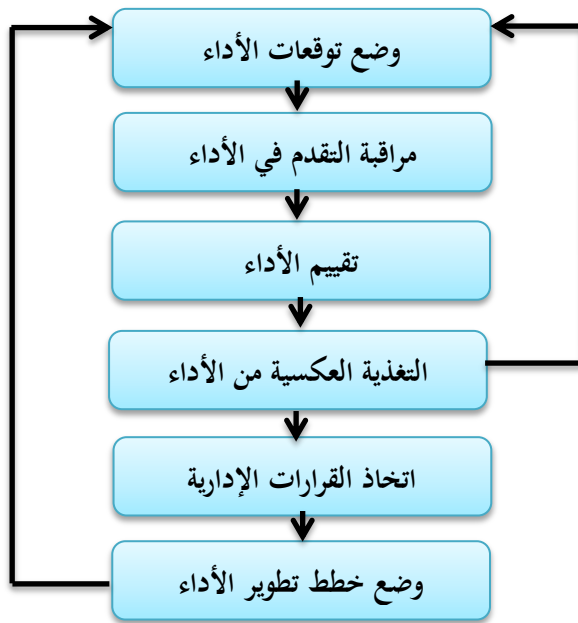 وضع توقعات الأداء
مراقبة التقدم في الأداء
تقييم الأداء
التغذية العكسية من الأداء
اتخاذ القرارات الإدارية
وضع خطط تطوير الأداء